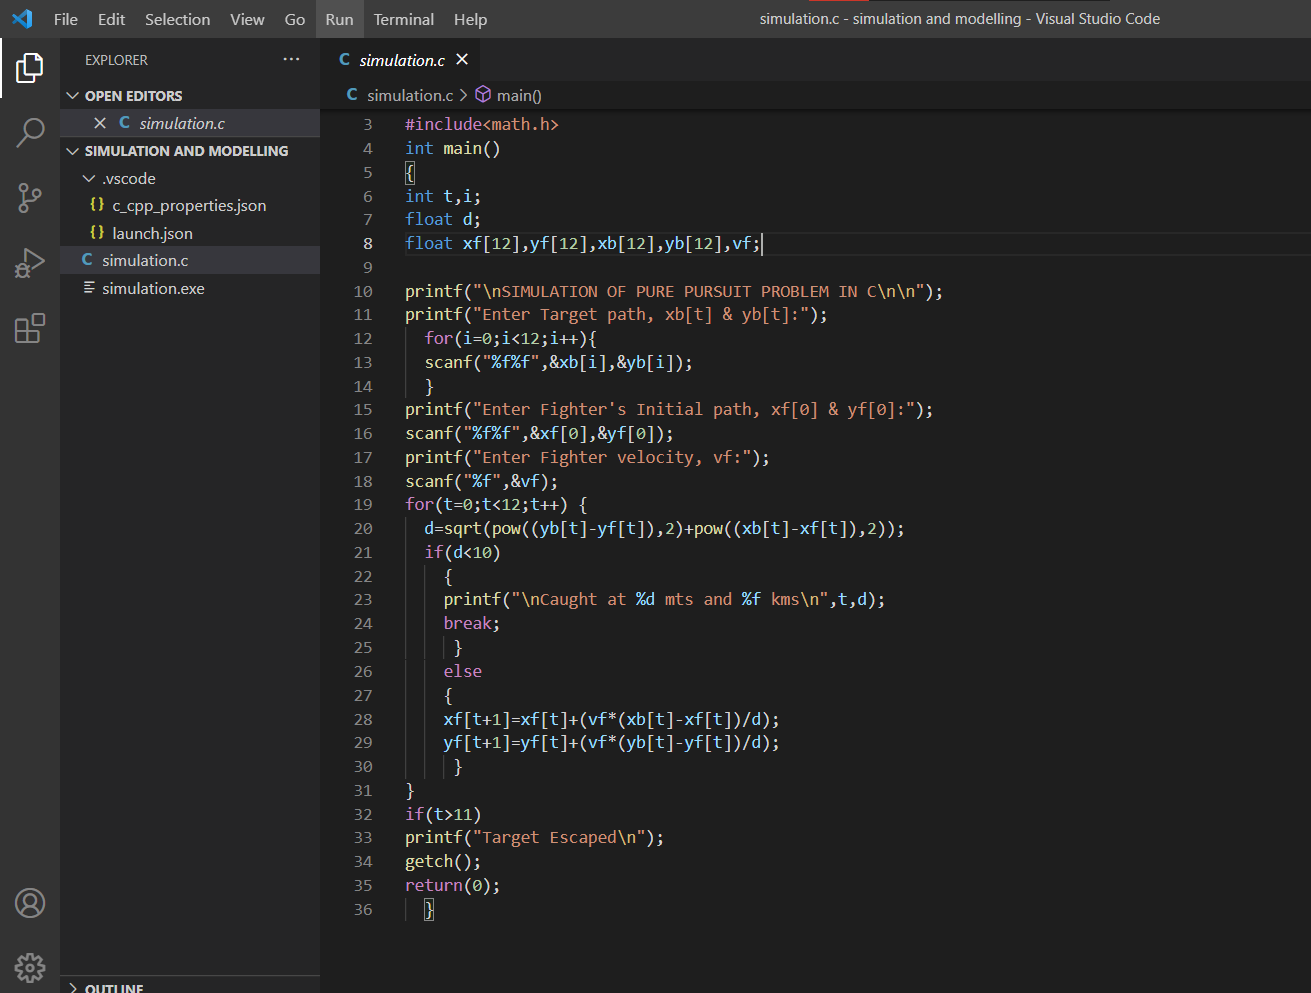 File Edit Selection View Go Run Terminal Help
simulation.c - simulation and modelling - Visual Studio Code
EXPLORER
OPEN EDITORS
simulation.c
SIMULATION AND MODELLING
.vscode
{} c_cpp_properties.json
{} launch.json
C simulation.c
simulation.exe
OUTLINE
C simulation.c
C simulation.c > main()
3 #include<math.h>
4 int main()
5 {
6 int t,i;
7 float d;
8 float xf[12],yf[12],xb[12],yb[12],vf;
9
10 printf("\nSIMULATION OF PURE PURSUIT PROBLEM IN C\n\n");
11 printf("Enter Target path, xb[t] & yb[t]:");
12 for(i=0;i<12;i++){
13 scanf("%f%f",&xb[i],&yb[i]);
14 }
15 printf("Enter Fighter's Initial path, xf[0] & yf[0]:");
16 scanf("%f%f",&xf[0],&yf[0]);
17 printf("Enter Fighter velocity, vf:");
18 scanf("%f",&vf);
19 for(t=0;t<12;t++) {
20 d=sqrt(pow((yb[t]-yf[t]),2)+pow((xb[t]-xf[t]),2));
21 if(d<10)
22 {
23 printf("\nCaught at %d mts and %f kms\n",t,d);
24 break;
25 }
26 else
27 {
28 xf[t+1]=xf[t]+(vf*(xb[t]-xf[t])/d);
29 yf[t+1]=yf[t]+(vf*(yb[t]-yf[t])/d);
30 }
31 }
32 if(t>11)
33 printf("Target Escaped\n");
34 getch();
35 return(0);
36 }